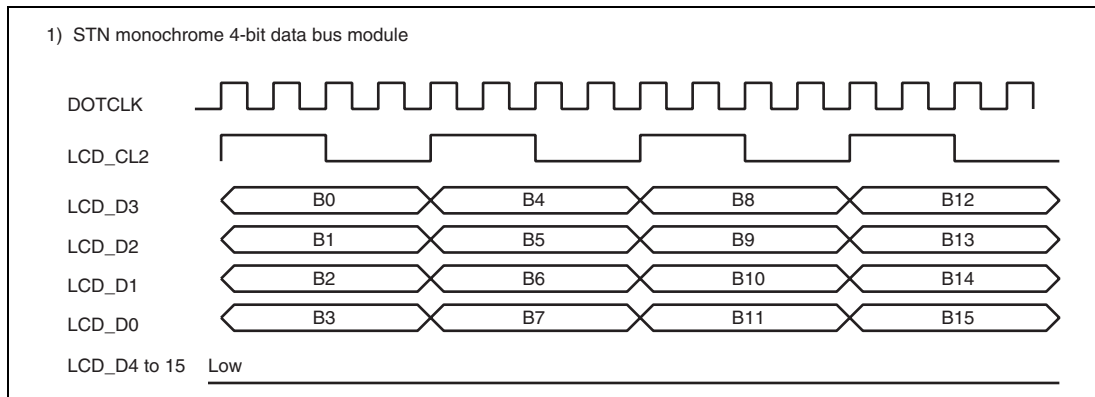 1) STN monochrome 4-bit data bus module
DOTCLK
LCD_CL2
LCD_D3 B0 B4 B8 B12
LCD_D2 B1 B5 B9 B13
LCD_D1 B2 B6 B10 B14
LCD_D0 B3 B7 B11 B15
LCD_D4 to 15 Low